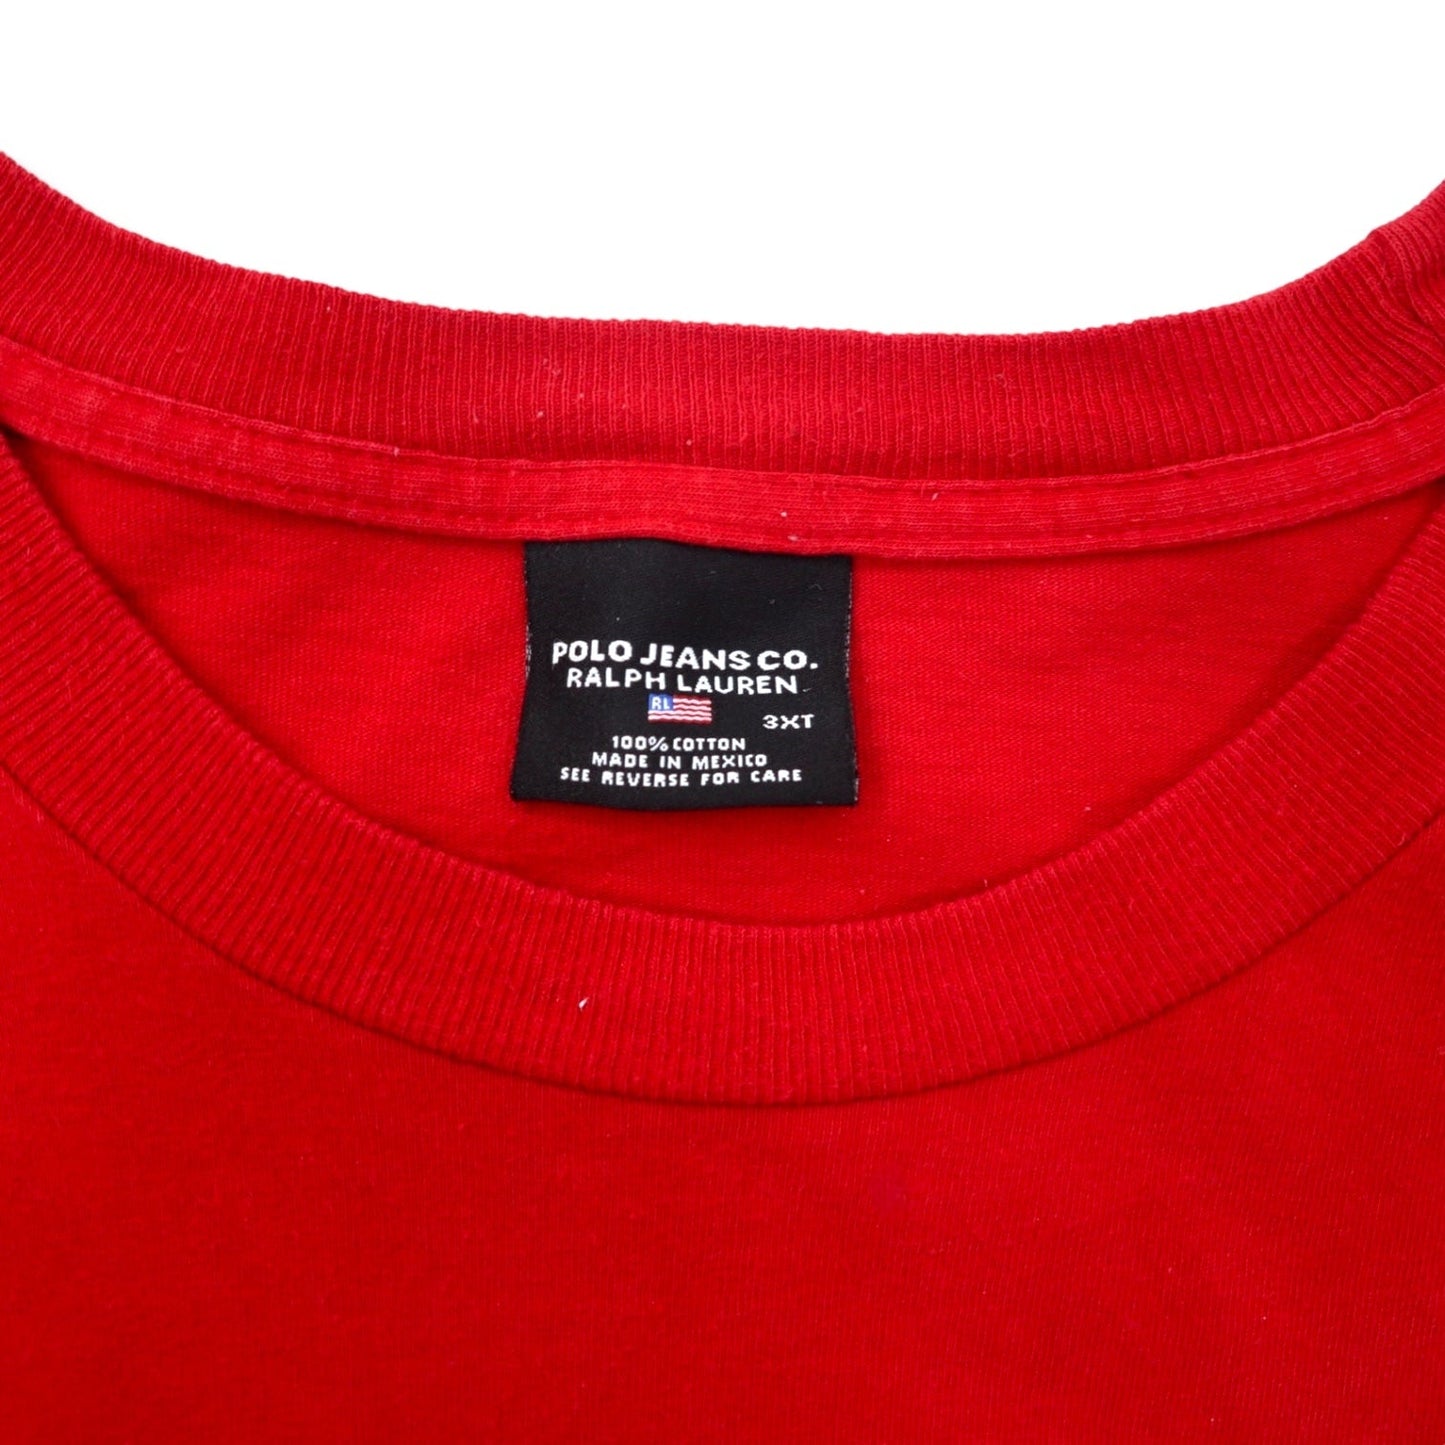 POLO JEANS CO.
RALPH LAUREN
RL
3XT
100% COTTON
MADE IN MEXICO
SEE REVERSE FOR CARE